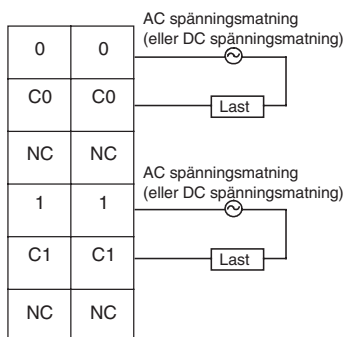 AC spänningsmatning
(eller DC spänningsmatning)
0 0
C0 C0
Last
NC NC
AC spänningsmatning
(eller DC spänningsmatning)
1 1
C1 C1
Last
NC NC